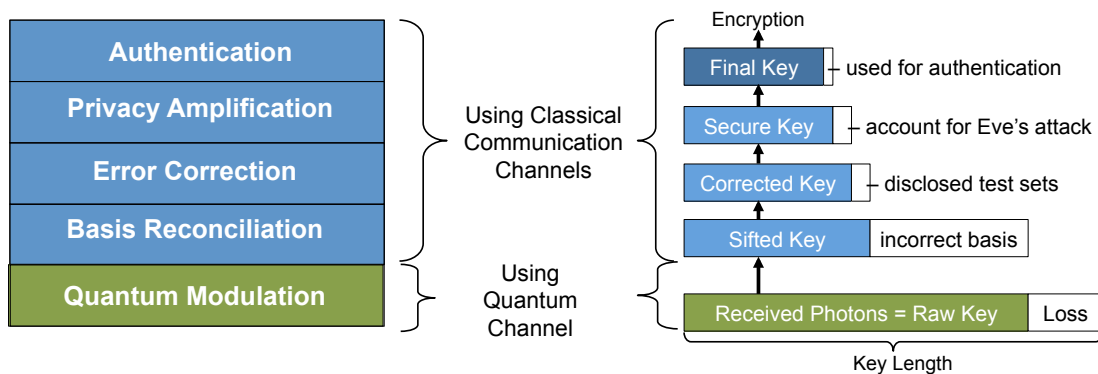 Authentication
Privacy Amplification
Error Correction
Basis Reconciliation
Quantum Modulation
Using Classical
Communication
Channels
Using
Quantum
Channel
Encryption
Final Key
used for authentication
Secure Key
account for Eve's attack
Corrected Key
disclosed test sets
Sifted Key
incorrect basis
Received Photons = Raw Key
Loss
Key Length